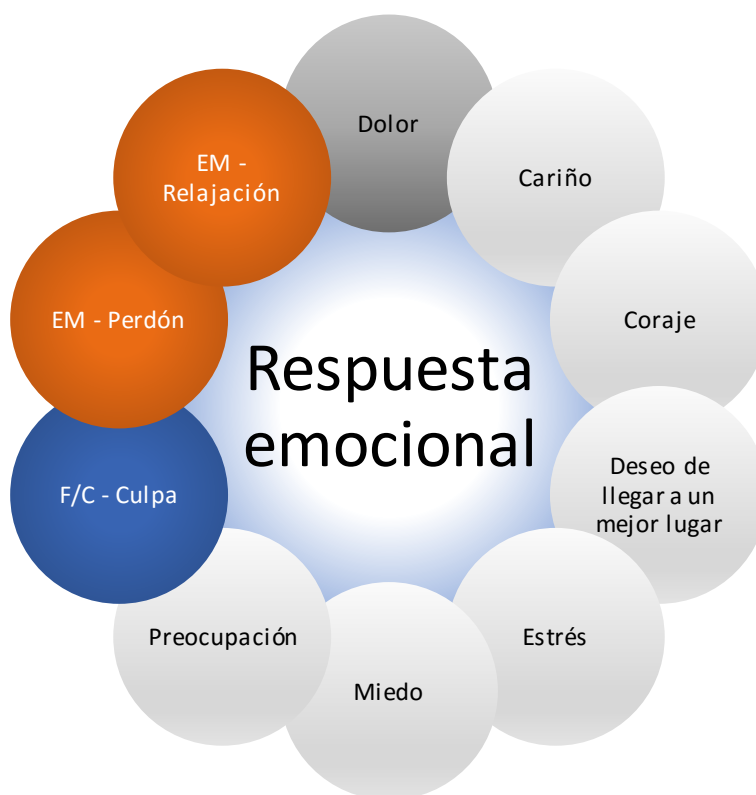 Dolor
Cariño
Coraje
Deseo de
llegar a un
mejor lugar
Estrés
Miedo
Preocupación
F/C - Culpa
EM - Perdón
EM -
Relajación
Respuesta
emocional